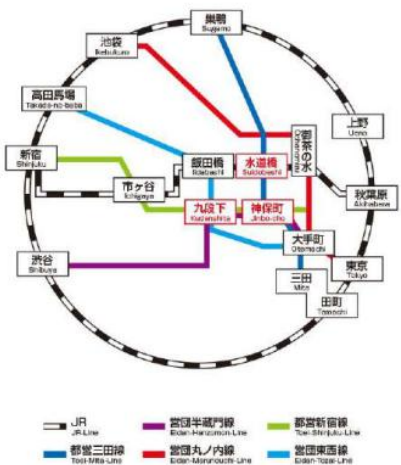 巣鴨
Sugamo
池袋
Ikebukuro
高田馬場
Takada-no-baba
上野
Ueno
御茶の水
新宿
Shinjuku
飯田橋
Iidabashi
水道橋
Suidobashi
市ヶ谷
Ichigaya
秋葉原
Akihabara
九段下
Kudanshita
神保町
Jinbo-cho
大手町
Otemachi
渋谷
Shibuya
東京
Tokyo
三田
Mita
田町
Tamachi
JR
JR-Line
営団半蔵門線
Eidan-Hanzomon-Line
都営新宿線
Toei-Shinjuku-Line
都営三田線
Toei-Mita-Line
営団丸ノ内線
Eidan-Marunouchi-Line
営団東西線
Eidan-Tozai-Line